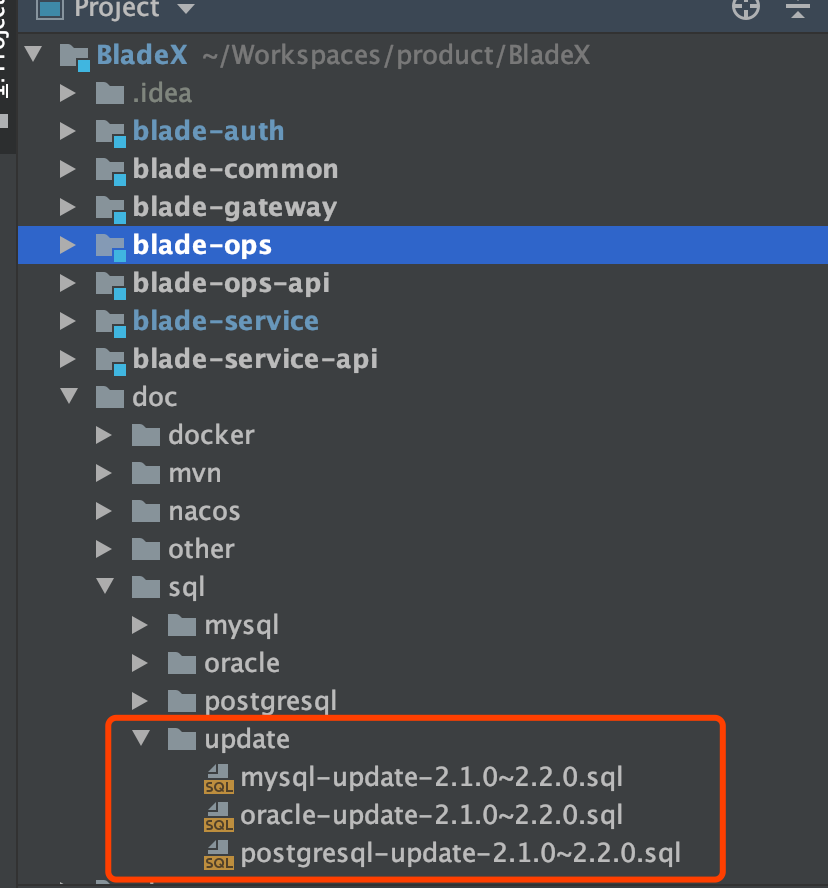 Project
BladeX ~/Workspaces/product/BladeX
.idea
blade-auth
blade-common
blade-gateway
blade-ops
blade-ops-api
blade-service
blade-service-api
doc
docker
mvn
nacos
other
sql
mysql
oracle
postgresql
update
SQL mysql-update-2.1.0~2.2.0.sql
SQL oracle-update-2.1.0~2.2.0.sql
SQL postgresql-update-2.1.0~2.2.0.sql